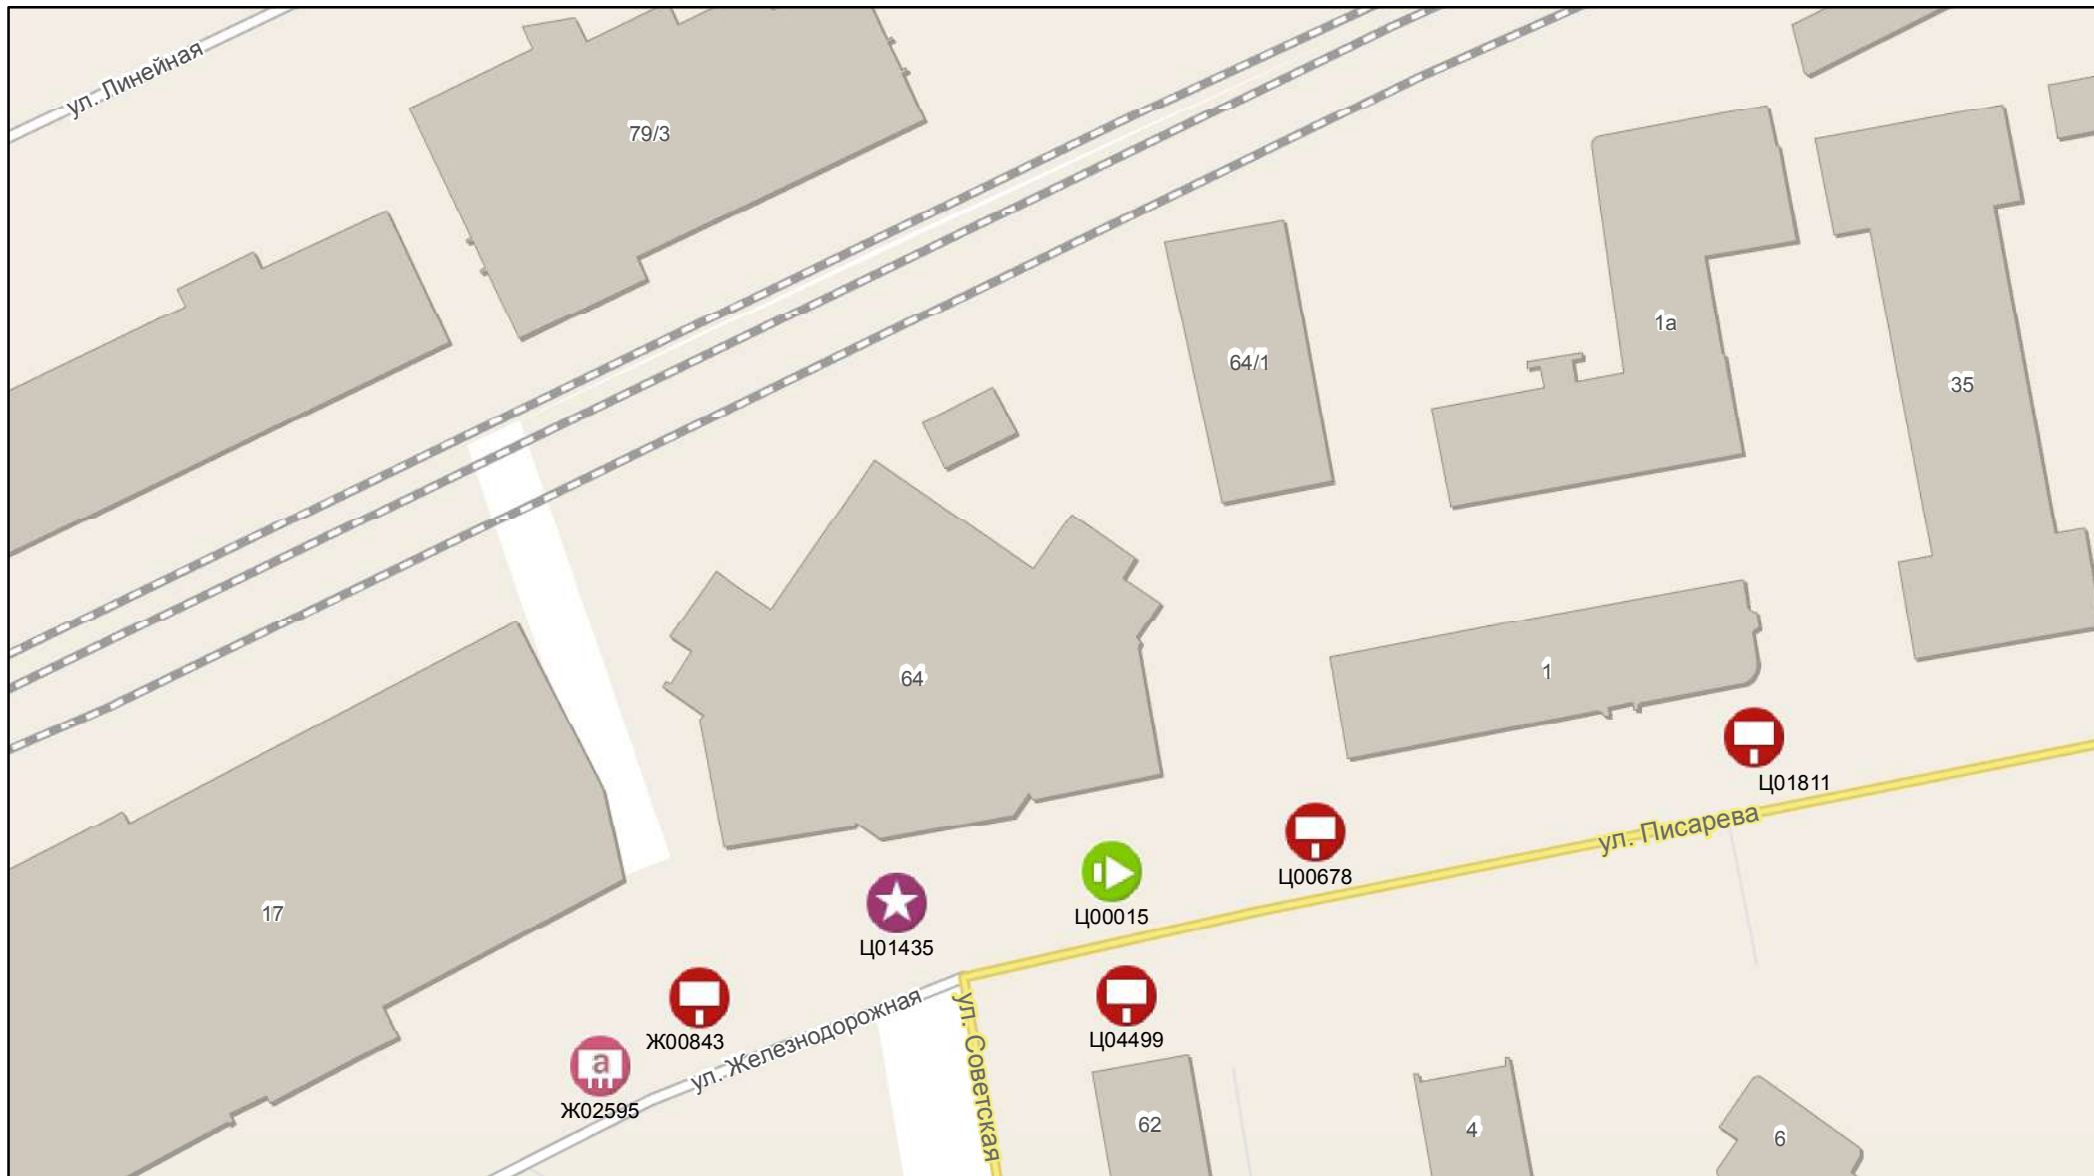 ул. Линейная
79/3
64/1
1а
35
64
1
Ц01811
ул. Писарева
Ц00678
Ц00015
17
Ц01435
Ж00843
ул. Железнодорожная
ул. Советская
Ц04499
а
Ж02595
62
4
6